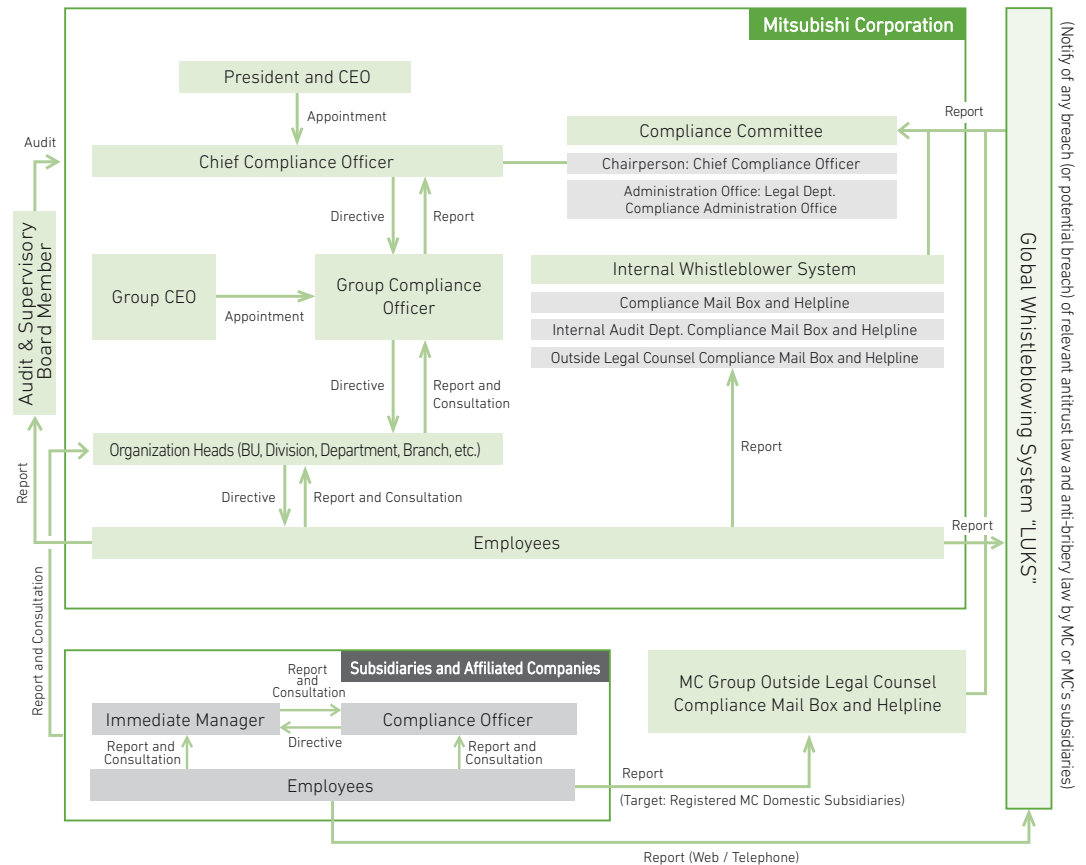 Mitsubishi Corporation
President and CEO
Appointment
Report
Compliance Committee
Audit
Chief Compliance Officer
Chairperson: Chief Compliance Officer
Administration Office: Legal Dept.
Compliance Administration Office
Directive
Report
Audit & Supervisory
Board Member
Group CEO
Appointment
Group Compliance
Officer
Internal Whistleblower System
Compliance Mail Box and Helpline
Internal Audit Dept. Compliance Mail Box and Helpline
Outside Legal Counsel Compliance Mail Box and Helpline
Directive
Report and
Consultation
Organization Heads (BU, Division, Department, Branch, etc.)
Report
Report
Directive
Report and Consultation
Employees
Report
Global Whistleblowing System "LUKS"
(Notify of any breach (or potential breach) of relevant antitrust law and anti-bribery law by MC or MC's subsidiaries)
Report and Consultation
Subsidiaries and Affiliated Companies
Report
and
Consultation
Immediate Manager
Compliance Officer
Directive
Report and
Consultation
Report and
Consultation
Employees
MC Group Outside Legal Counsel
Compliance Mail Box and Helpline
Report
(Target: Registered MC Domestic Subsidiaries)
Report (Web / Telephone)